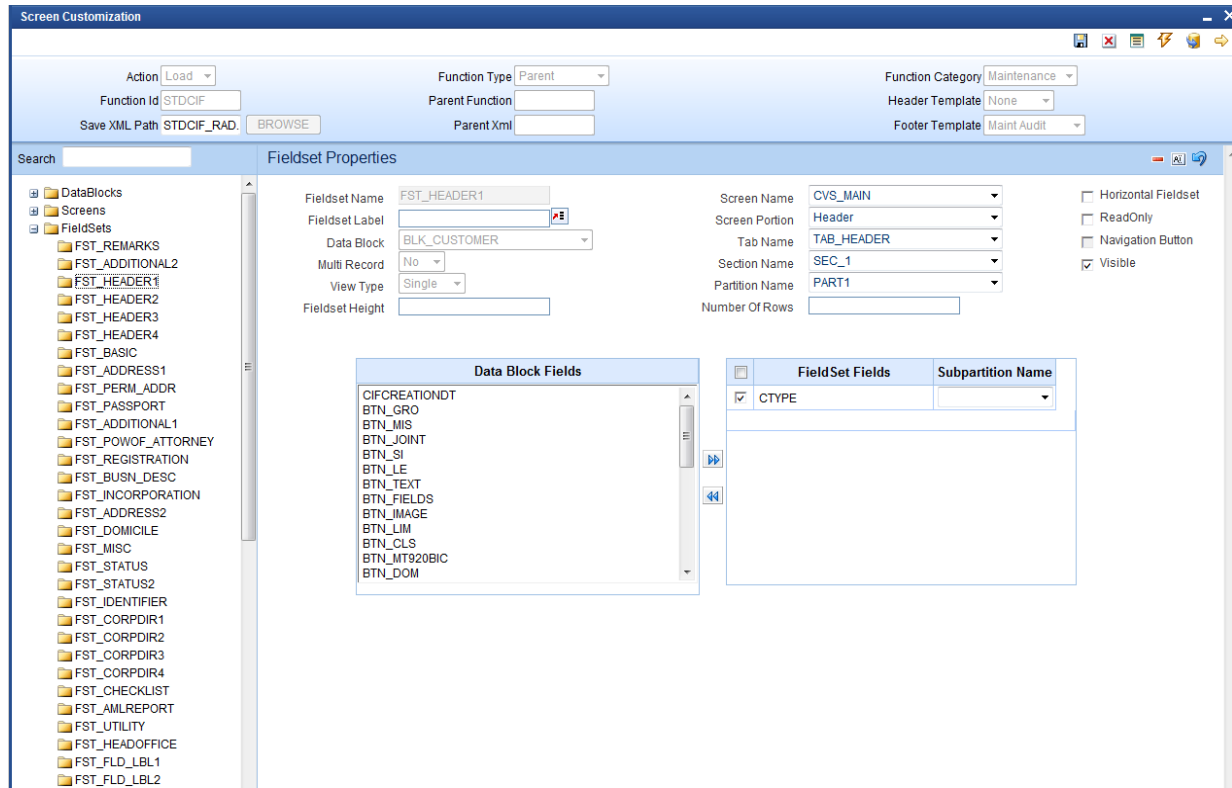 Screen Customization
Action Load
Function Type Parent
Function Category Maintenance
Function Id STDCIF
Parent Function
Header Template None
Save XML Path STDCIF_RAD. BROWSE
Parent Xml
Footer Template Maint Audit
Search
Fieldset Properties
DataBlocks
Screens
FieldSets
FST_REMARKS
FST_ADDITIONAL2
FST_HEADER1
FST_HEADER2
FST_HEADER3
FST_HEADER4
FST_BASIC
FST_ADDRESS1
FST_PERM_ADDR
FST_PASSPORT
FST_ADDITIONAL1
FST_POWOF_ATTORNEY
FST_REGISTRATION
FST_BUSN_DESC
FST_INCORPORATION
FST_ADDRESS2
FST_DOMICILE
FST_MISC
FST_STATUS
FST_STATUS2
FST_IDENTIFIER
FST_CORPDIR1
FST_CORPDIR2
FST_CORPDIR3
FST_CORPDIR4
FST_CHECKLIST
FST_AMLREPORT
FST_UTILITY
FST_HEADOFFICE
FST_FLD_LBL1
FST_FLD_LBL2
Fieldset Name FST_HEADER1
Fieldset Label
Data Block BLK_CUSTOMER
Multi Record No
View Type Single
Fieldset Height
Screen Name CVS_MAIN
Screen Portion Header
Tab Name TAB_HEADER
Section Name SEC_1
Partition Name PART1
Number Of Rows
Horizontal Fieldset
ReadOnly
Navigation Button
Visible
Data Block Fields
CIFCREATIONDT
BTN_GRO
BTN_MIS
BTN_JOINT
BTN_SI
BTN_LE
BTN_TEXT
BTN_FIELDS
BTN_IMAGE
BTN_LIM
BTN_CLS
BTN_MT920BIC
BTN_DOM
FieldSet Fields Subpartition Name
CTYPE